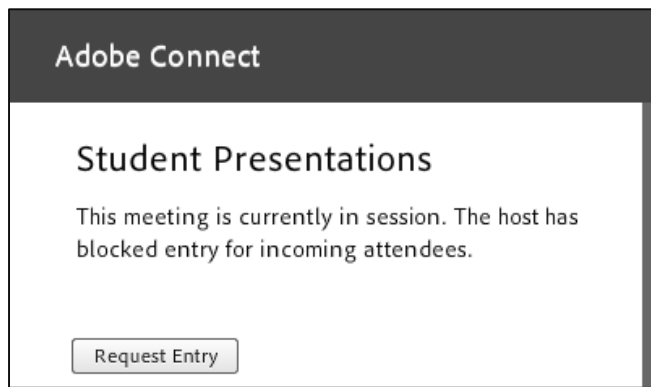 Adobe Connect
Student Presentations
This meeting is currently in session. The host has
blocked entry for incoming attendees.
Request Entry